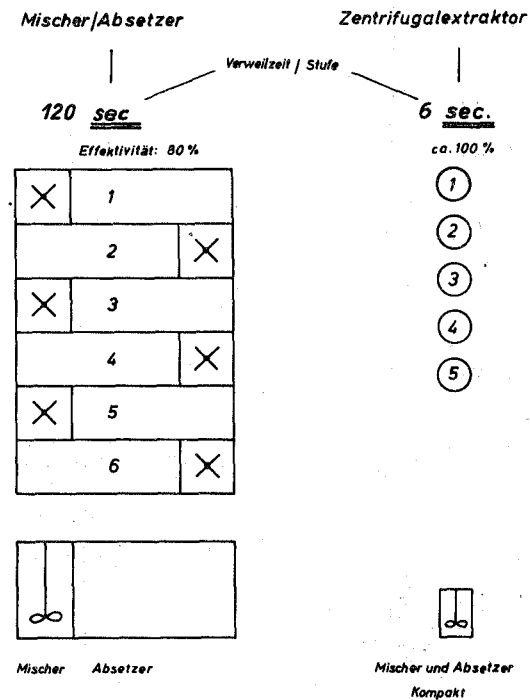 Mischer/Absetzer
Zentrifugalextraktor
Verweilzeit / Stufe
120 sec
6 sec.
Effektivität: 80 %
ca. 100 %
1
2
3
4
5
6
1
2
3
4
5
Mischer Absetzer
Mischer und Absetzer
Kompakt